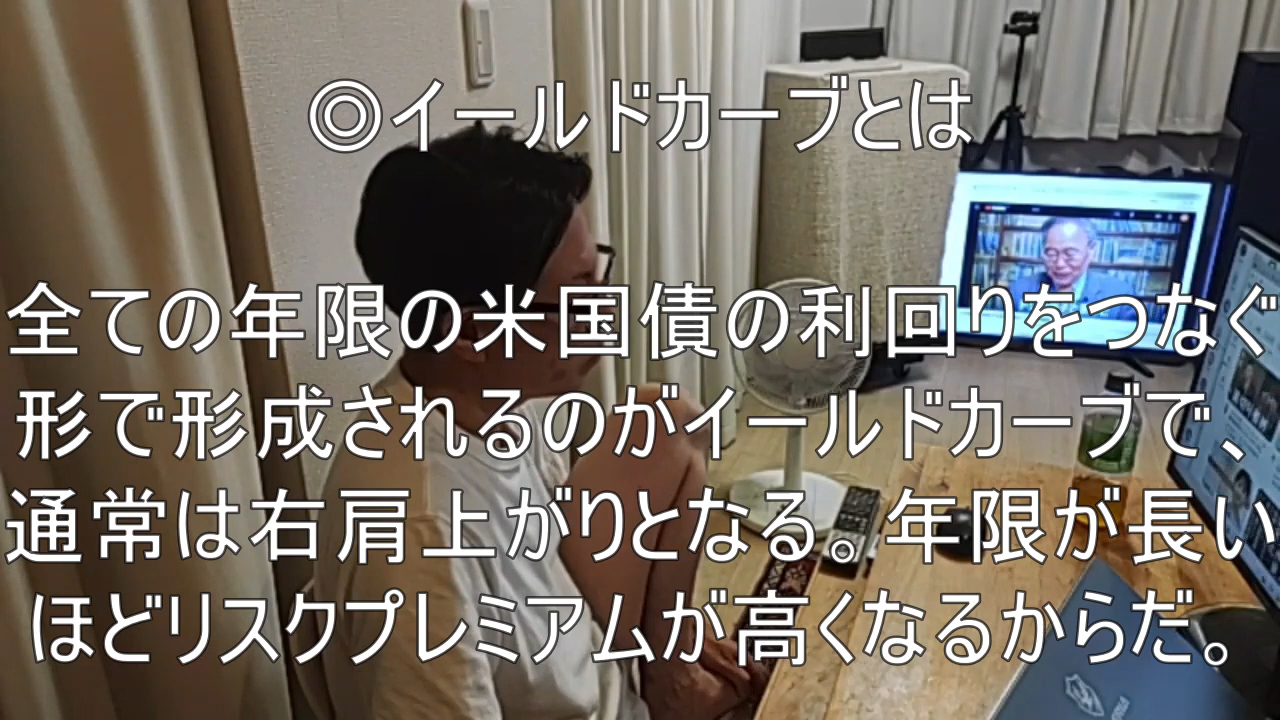 ◎イールドカーブとは
全ての年限の米国債の利回りをつなぐ
形で形成されるのがイールドカーブで、
通常は右肩上がりとなる。年限が長い
ほどリスクプレミアムが高くなるからだ。